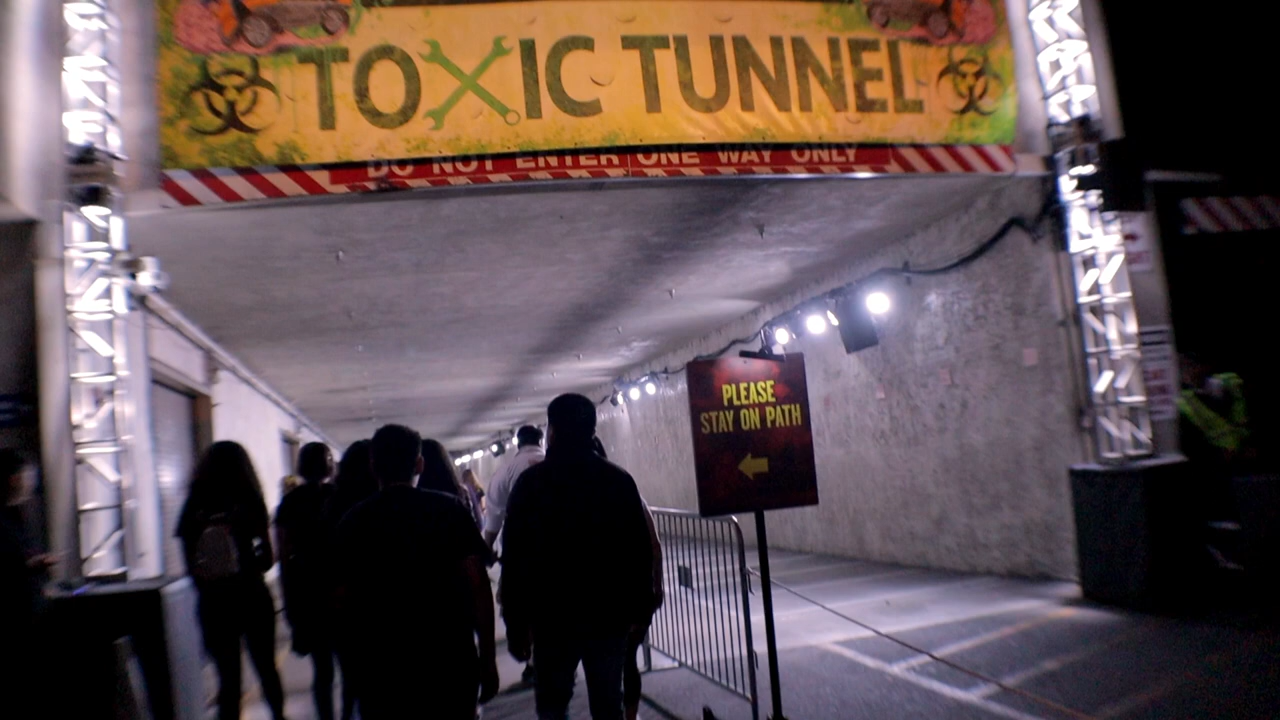 TOXIC TUNNEL
DO NOT ENTER ONE WAY ONLY
PLEASE
STAY ON PATH